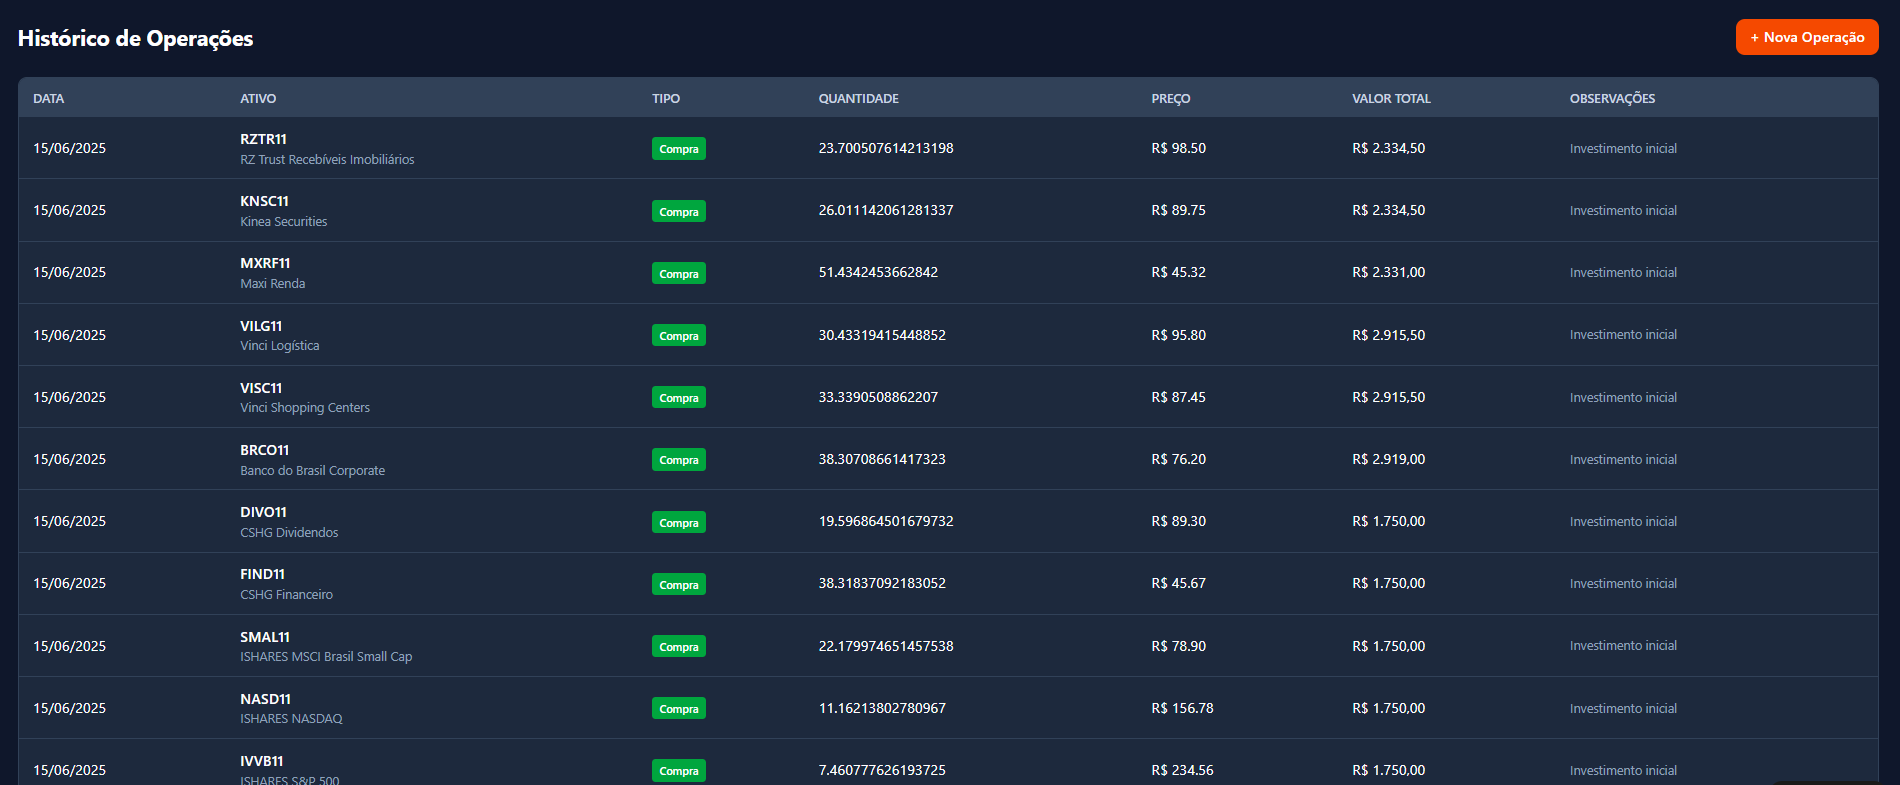 Histórico de Operações
+ Nova Operação
DATA ATIVO TIPO QUANTIDADE PREÇO VALOR TOTAL OBSERVAÇÕES
15/06/2025 RZTR11 Compra 23.700507614213198 R$ 98.50 R$ 2.334,50 Investimento inicial
RZ Trust Recebíveis Imobiliários
15/06/2025 KNSC11 Compra 26.011142061281337 R$ 89.75 R$ 2.334,50 Investimento inicial
Kinea Securities
15/06/2025 MXRF11 Compra 51.4342453662842 R$ 45.32 R$ 2.331,00 Investimento inicial
Maxi Renda
15/06/2025 VILG11 Compra 30.43319415448852 R$ 95.80 R$ 2.915,50 Investimento inicial
Vinci Logística
15/06/2025 VISC11 Compra 33.3390508862207 R$ 87.45 R$ 2.915,50 Investimento inicial
Vinci Shopping Centers
15/06/2025 BRCO11 Compra 38.30708661417323 R$ 76.20 R$ 2.919,00 Investimento inicial
Banco do Brasil Corporate
15/06/2025 DIVO11 Compra 19.596864501679732 R$ 89.30 R$ 1.750,00 Investimento inicial
CSHG Dividendos
15/06/2025 FIND11 Compra 38.31837092183052 R$ 45.67 R$ 1.750,00 Investimento inicial
CSHG Financeiro
15/06/2025 SMAL11 Compra 22.179974651457538 R$ 78.90 R$ 1.750,00 Investimento inicial
ISHARES MSCI Brasil Small Cap
15/06/2025 NASD11 Compra 11.16213802780967 R$ 156.78 R$ 1.750,00 Investimento inicial
ISHARES NASDAQ
15/06/2025 IVVB11 Compra 7.460777626193725 R$ 234.56 R$ 1.750,00 Investimento inicial
ISHARES S&P 500